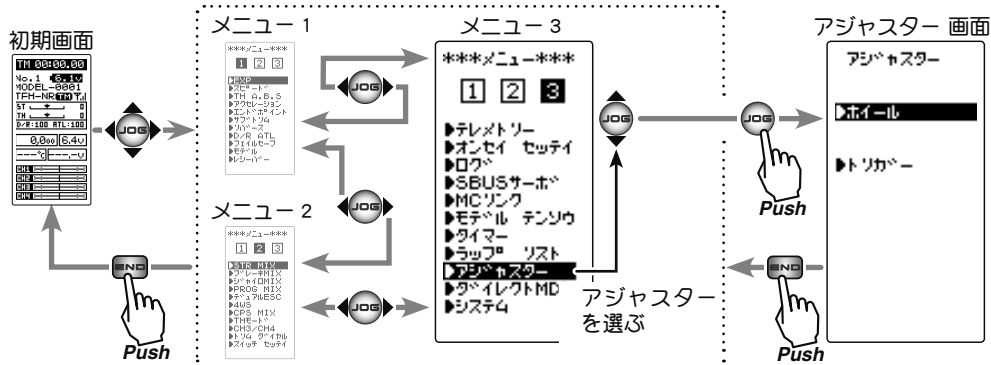 初期画面
TM 00:00.00
No.1 6.1v
MODEL-0001
TFH-NR TM
ST 0
TH 0
D/R:100 ATL:100
0.0v 6.4v
---°c ---.-v
CH1
CH2
CH3
CH4
JOG
END
Push
メニュー 1
***メニュー***
1 2 3
▶EXP
▶スピード
▶TH A.B.S
▶アクセレーション
▶エンドポイント
▶サブトリム
▶リバース
▶D/R ATL
▶フェイルセーフ
▶モデル
▶レシーバー
JOG
JOG
メニュー 2
***メニュー***
1 2 3
▶STR MIX
▶ブレーキMIX
▶ジャイロMIX
▶PROG MIX
▶デュアルESC
▶4WS
▶CPS MIX
▶THモード
▶CH3/CH4
▶トリム ダイヤル
▶スイッチ セッテイ
JOG
メニュー 3
***メニュー***
1 2 3
▶テレメトリー
▶オンセイ セッテイ
▶ログ
▶SBUSサーボ
▶MCリンク
▶モデル テンソウ
▶タイマー
▶ラップ リスト
▶アジャスター
▶ダイレクトMD
▶システム
JOG
アジャスター
を選ぶ
JOG
Push
END
Push
アジャスター 画面
アジャスター
▶ホイール
▶トリガー